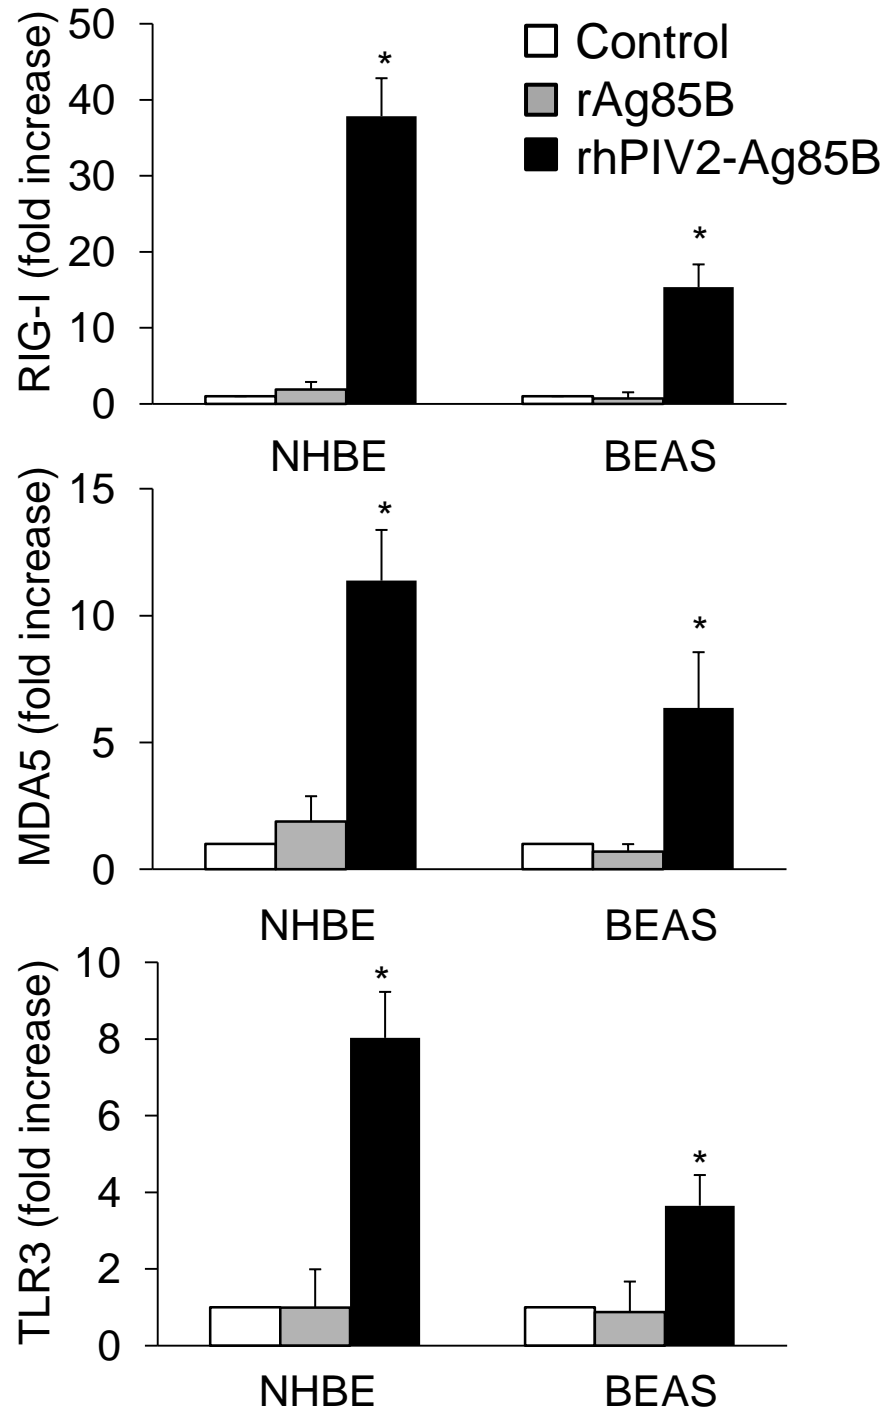 Control
rAg85B
rhPIV2-Ag85B
RIG-I (fold increase)
50
40
30
20
10
0
*
*
NHBE
BEAS
MDA5 (fold increase)
15
10
5
0
*
*
NHBE
BEAS
TLR3 (fold increase)
10
8
6
4
2
0
*
*
NHBE
BEAS